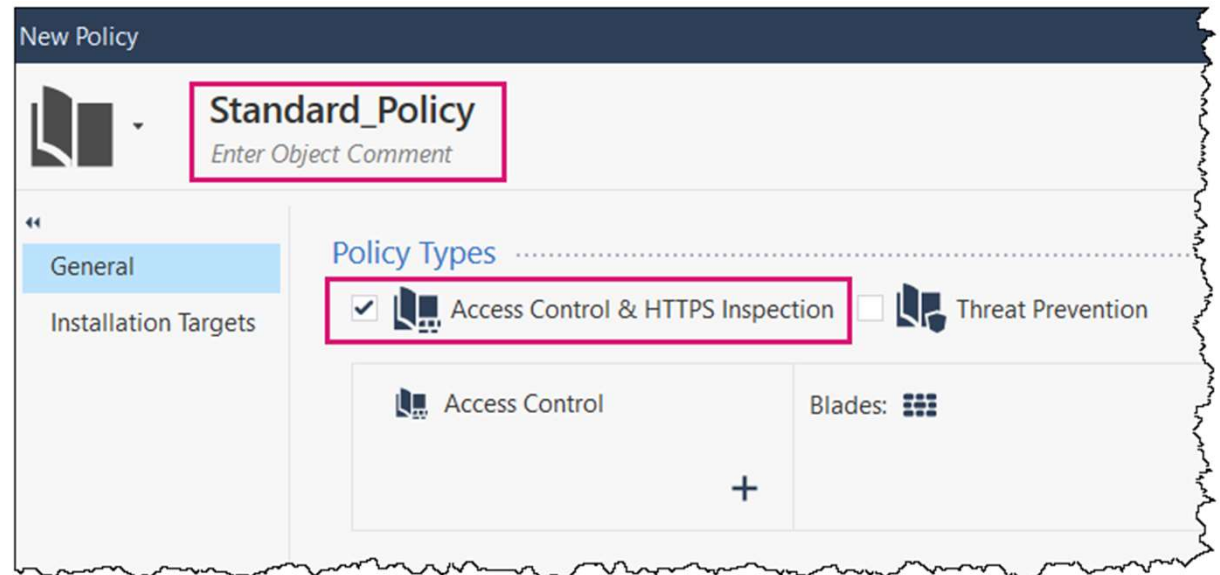 New Policy
Standard_Policy
Enter Object Comment
General
Installation Targets
Policy Types
Access Control & HTTPS Inspection
Threat Prevention
Access Control
Blades: